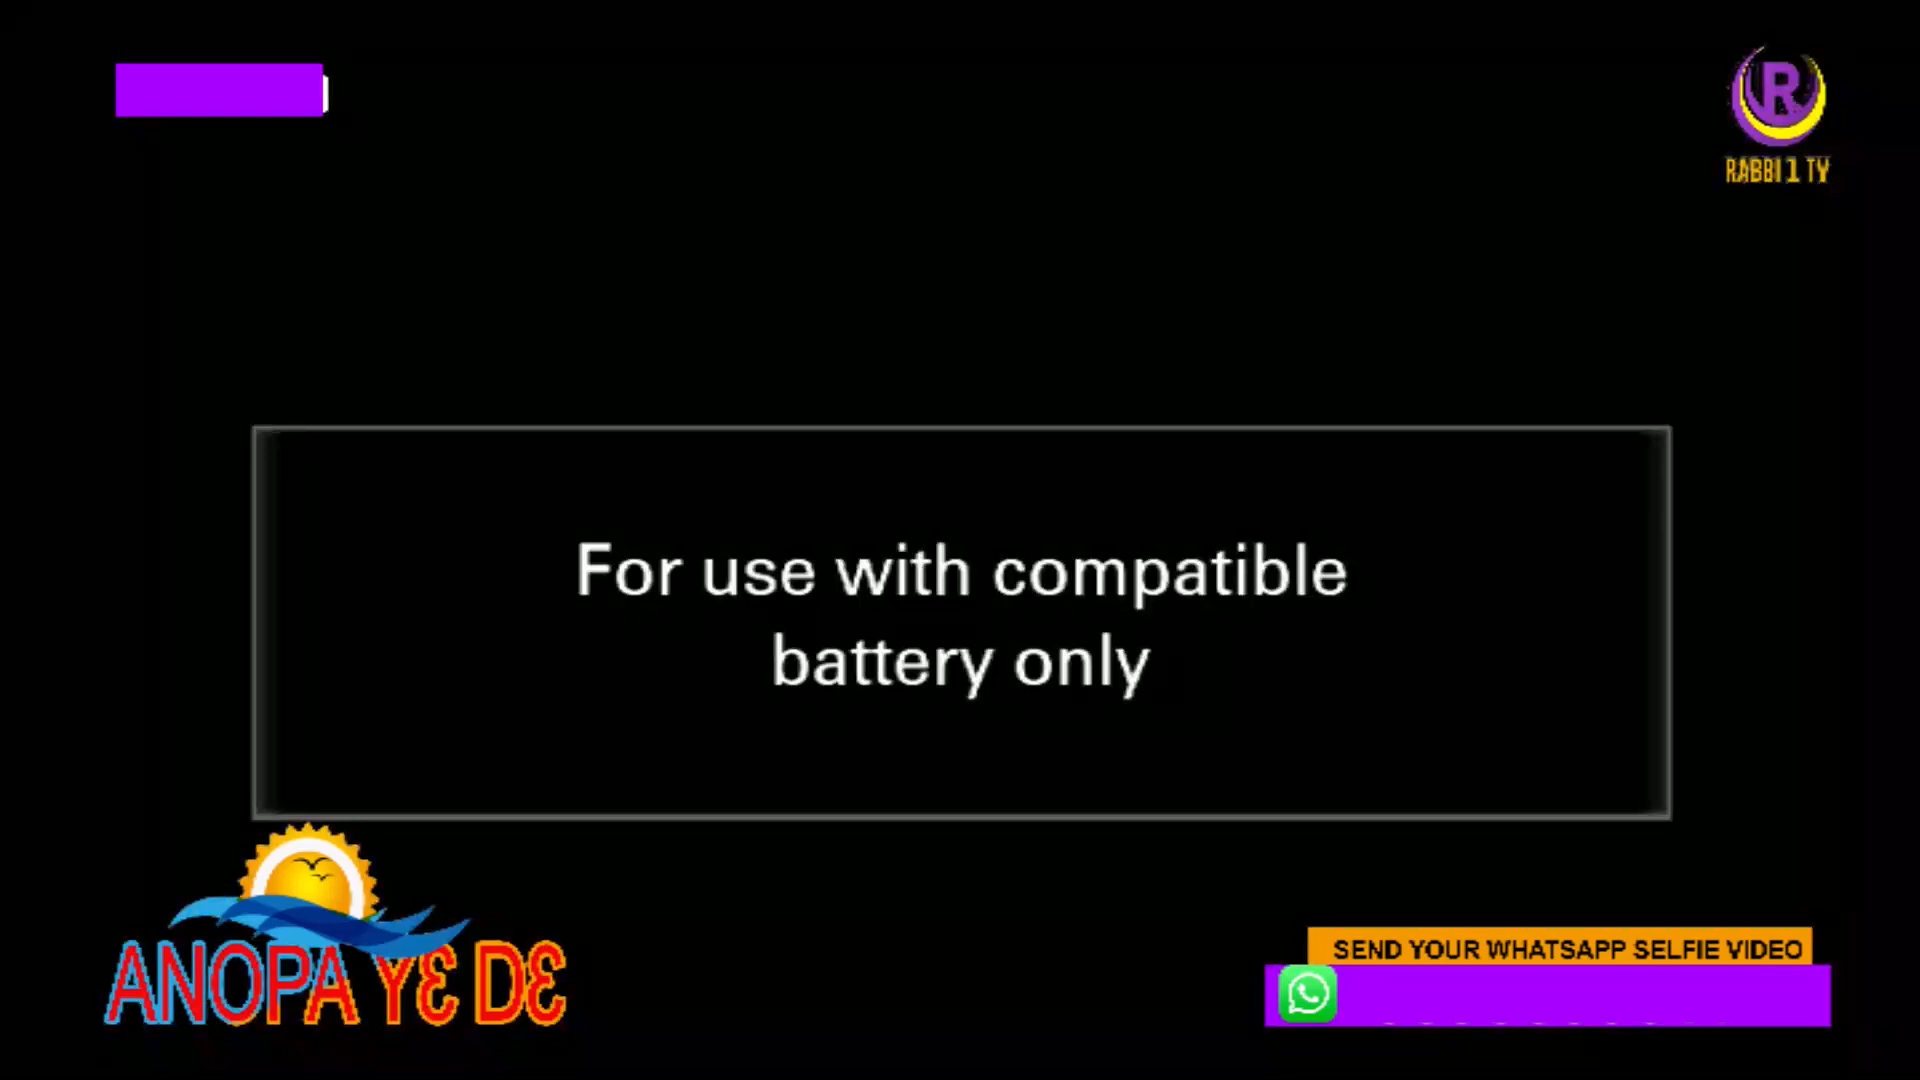 R
RABBI 1 TV
For use with compatible
battery only
ANOPA YƐ DƐ
SEND YOUR WHATSAPP SELFIE VIDEO